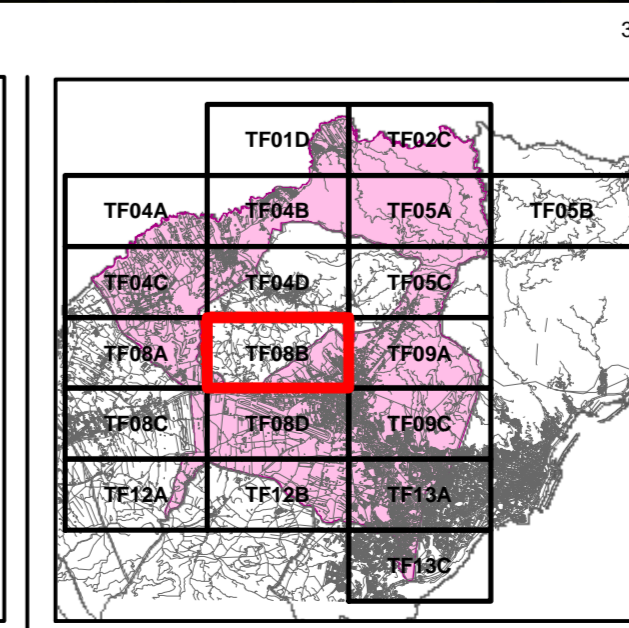 3
TF01D TF02C
TF04A TF04B TF05A TF05B
TF04C TF04D TF05C
TF08A TF08B TF09A
TF08C TF08D TF09C
TF12A TF12B TF13A
TF13C